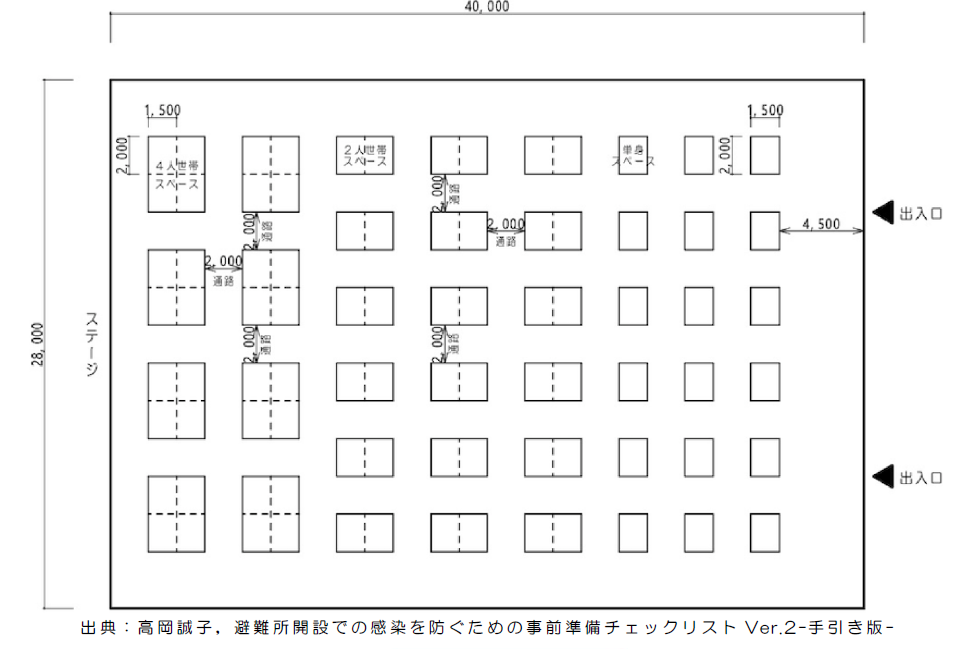 40,000
1,500
1,500
2,000
4人世帯
スペース
2人世帯
スペース
単身
スペース
2,000
2,000
通路
2,000
通路
2,000
通路
4,500
出入口
2,000
通路
28,000
ステージ
2,000
通路
2,000
通路
出入口
出典：高岡誠子，避難所開設での感染を防ぐための事前準備チェックリスト Ver.2-手引き版-